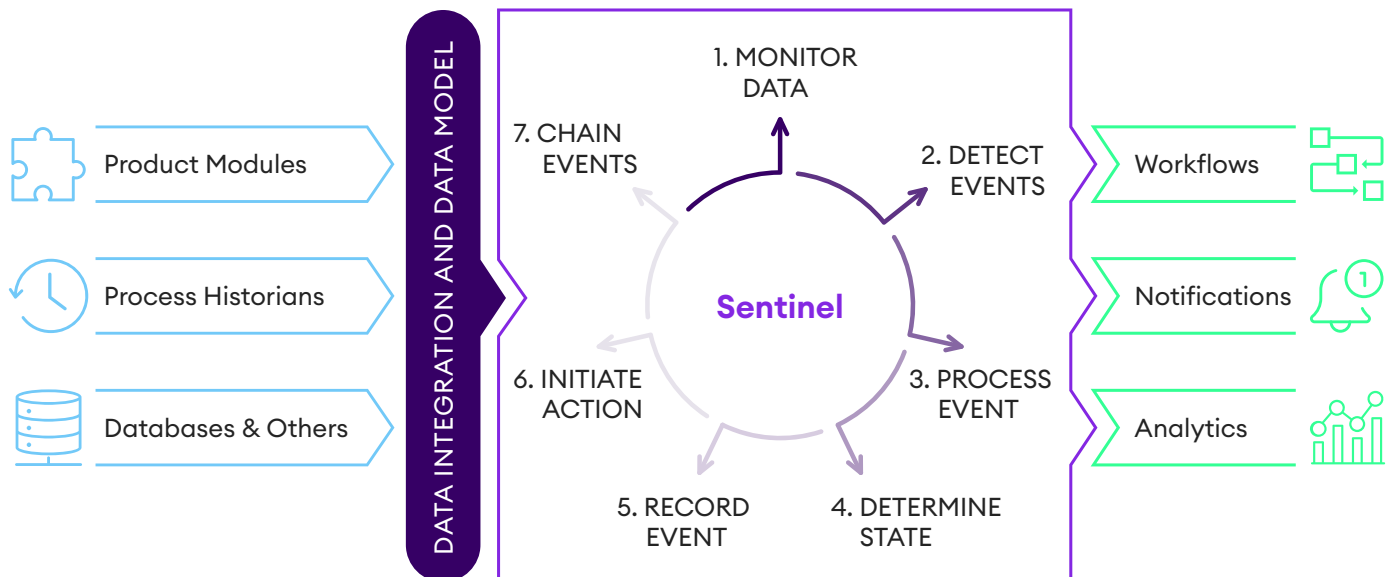 Product Modules
Process Historians
Databases & Others
DATA INTEGRATION AND DATA MODEL
1. MONITOR
DATA
2. DETECT
EVENTS
3. PROCESS
EVENT
4. DETERMINE
STATE
5. RECORD
EVENT
6. INITIATE
ACTION
7. CHAIN
EVENTS
Sentinel
Workflows
Notifications
1
Analytics